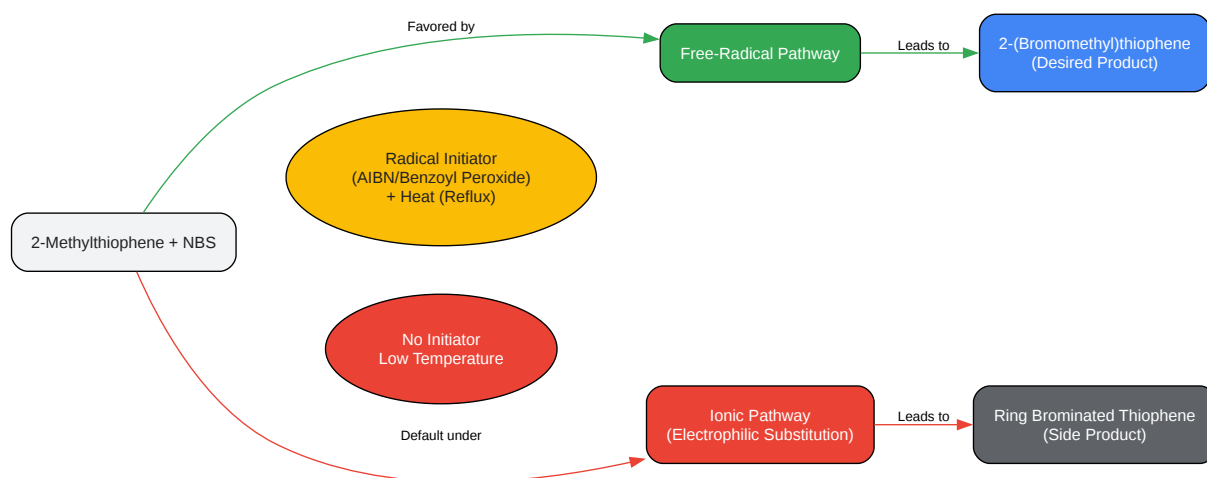 Favored by
Free-Radical Pathway
Leads to
2-(Bromomethyl)thiophene
(Desired Product)
Radical Initiator
(AIBN/Benzoyl Peroxide)
+ Heat (Reflux)
2-Methylthiophene + NBS
No Initiator
Low Temperature
Default under
Ionic Pathway
(Electrophilic Substitution)
Leads to
Ring Brominated Thiophene
(Side Product)